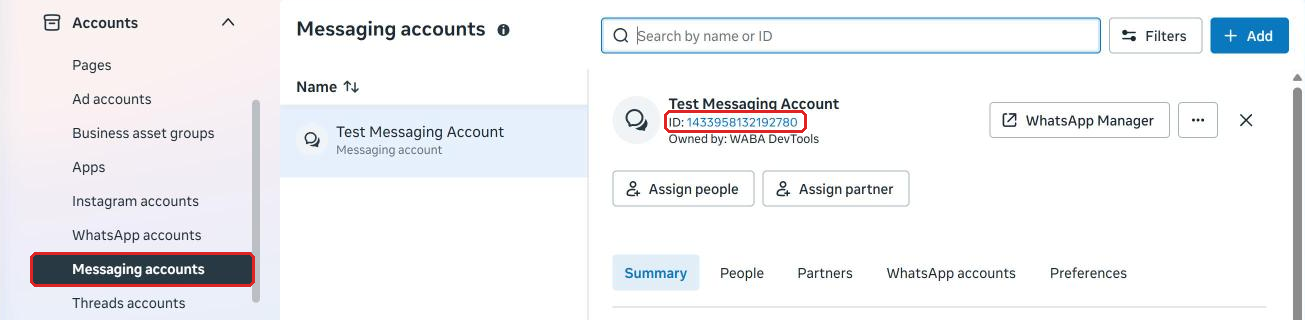 Accounts
Pages
Ad accounts
Business asset groups
Apps
Instagram accounts
WhatsApp accounts
Messaging accounts
Threads accounts
Messaging accounts
Search by name or ID
Filters
Add
Name
Test Messaging Account
Messaging account
Test Messaging Account
ID: 1433958132192780
Owned by: WABA DevTools
WhatsApp Manager
Assign people
Assign partner
Summary
People
Partners
WhatsApp accounts
Preferences